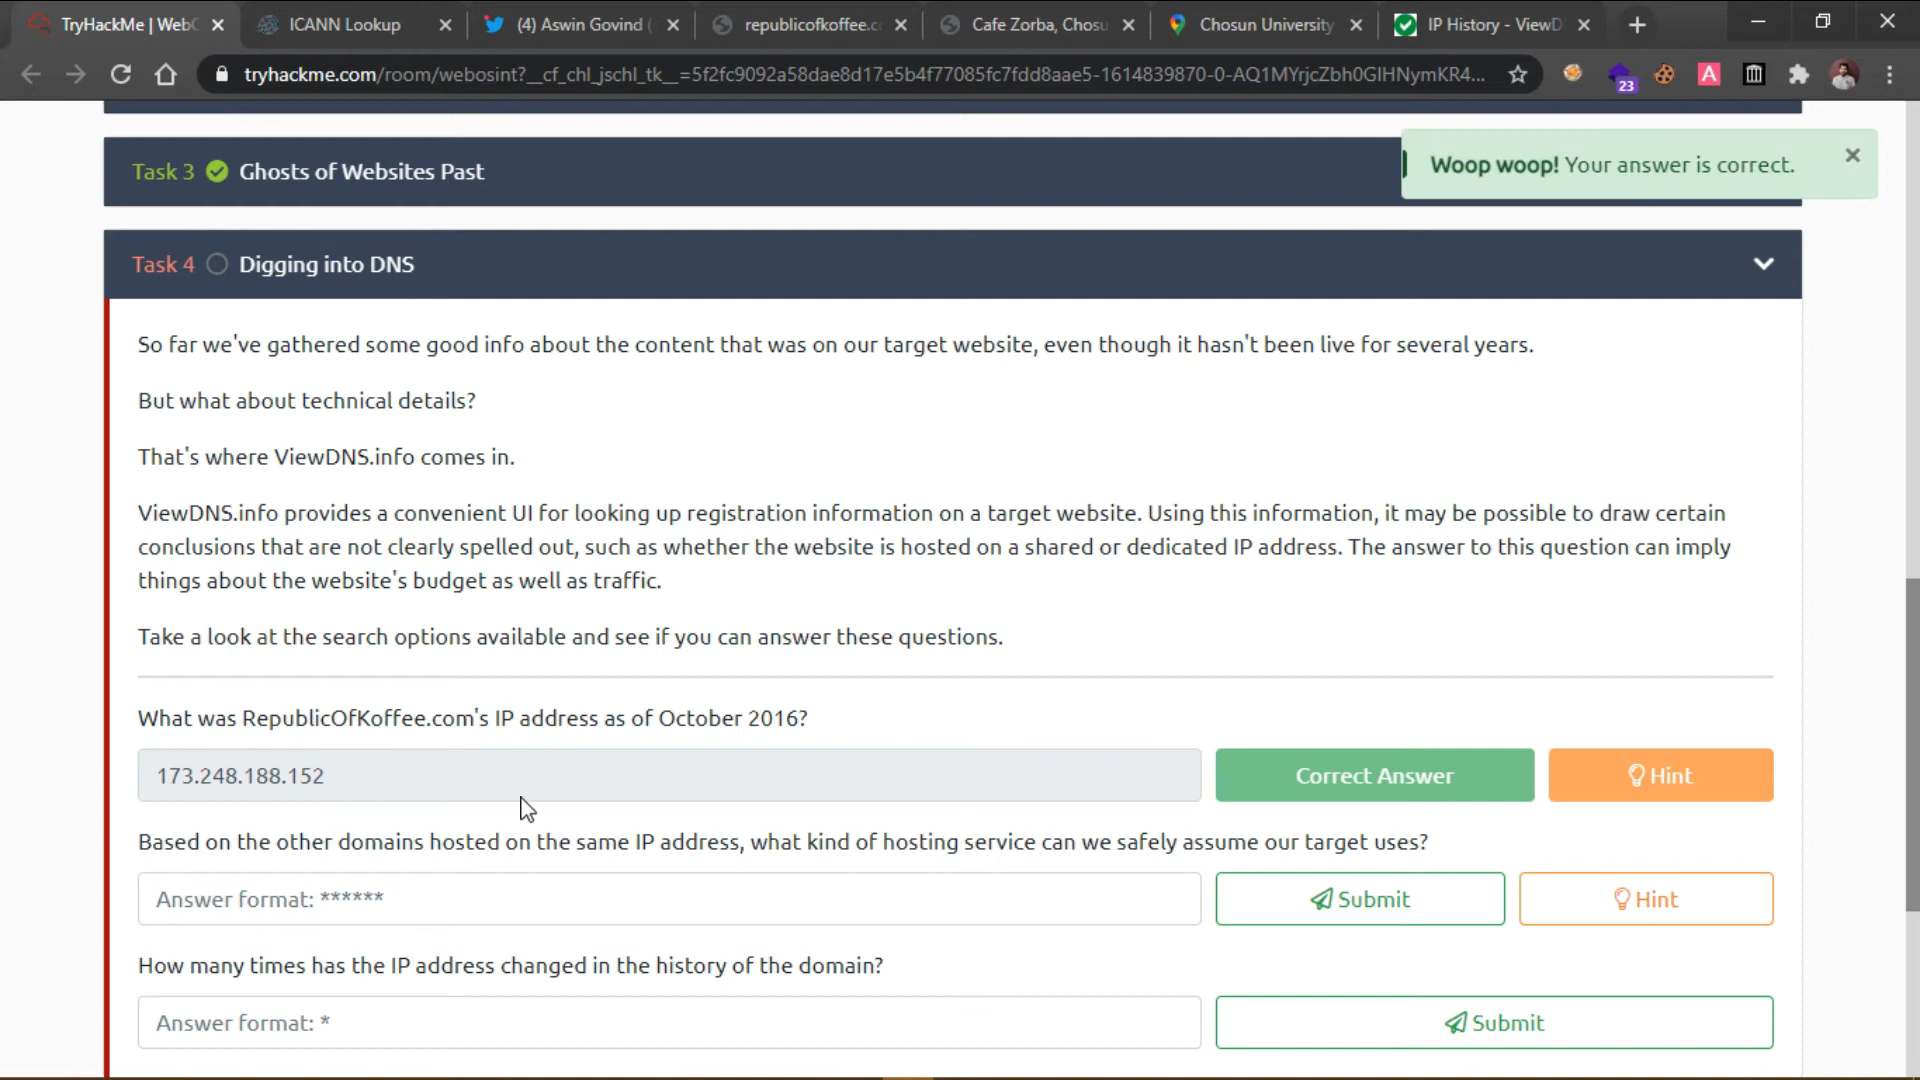 TryHackMe | WebC
ICANN Lookup
(4) Aswin Govind (
republicofkoffee.c
Cafe Zorba, Chosu
Chosun University
IP History - ViewD
tryhackme.com/room/webosint?__cf_chl_jschl_tk__=5f2fc9092a58dae8d17e5b4f77085fc7fdd8aae5-1614839870-0-AQ1MYrjcZbh0GIHNymKR4...
A
23
Task 3 Ghosts of Websites Past
Woop woop! Your answer is correct.
Task 4 Digging into DNS
So far we've gathered some good info about the content that was on our target website, even though it hasn't been live for several years.
But what about technical details?
That's where ViewDNS.info comes in.
ViewDNS.info provides a convenient UI for looking up registration information on a target website. Using this information, it may be possible to draw certain
conclusions that are not clearly spelled out, such as whether the website is hosted on a shared or dedicated IP address. The answer to this question can imply
things about the website's budget as well as traffic.
Take a look at the search options available and see if you can answer these questions.
What was RepublicOfKoffee.com's IP address as of October 2016?
173.248.188.152
Correct Answer
Hint
Based on the other domains hosted on the same IP address, what kind of hosting service can we safely assume our target uses?
Answer format: ******
Submit
Hint
How many times has the IP address changed in the history of the domain?
Answer format: *
Submit